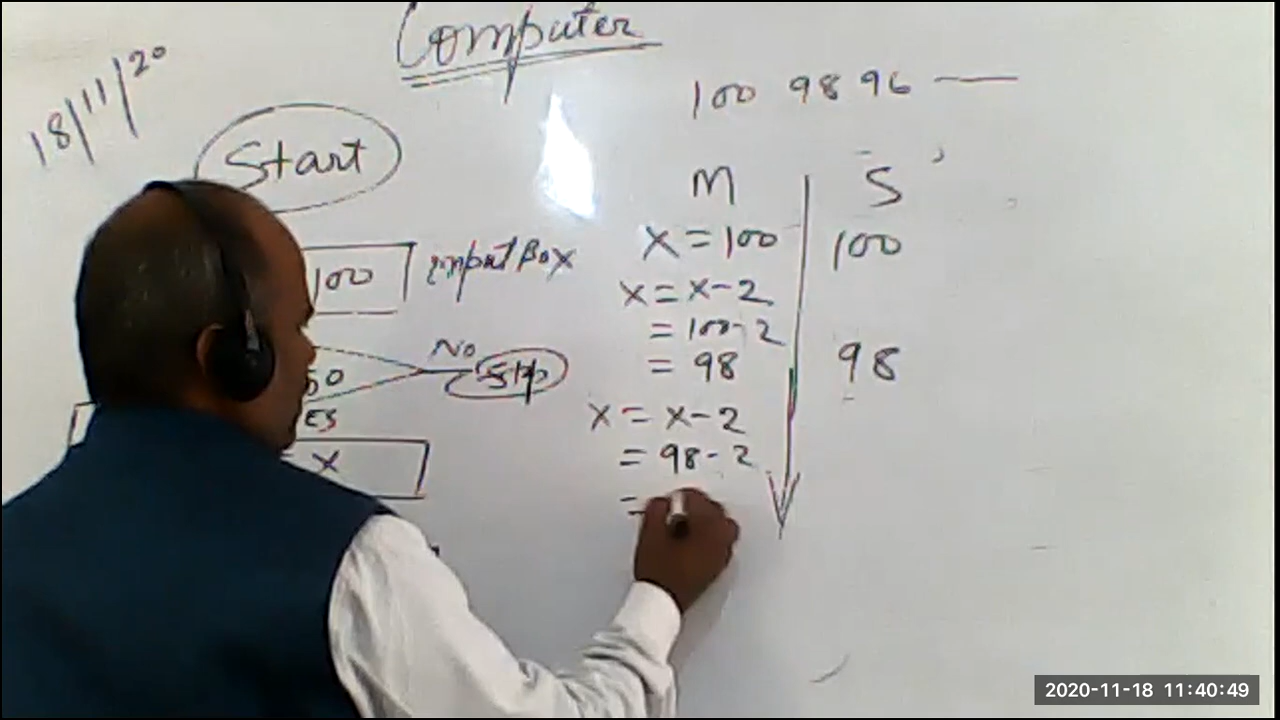 Computer
18/11/20
100 98 96
Start
M S
X = 100 100
100 Input Box
X = X - 2
= 100 - 2
= 98 98
No Stop
50
ES
X = X - 2
= 98 - 2
X
=
2020-11-18 11:40:49